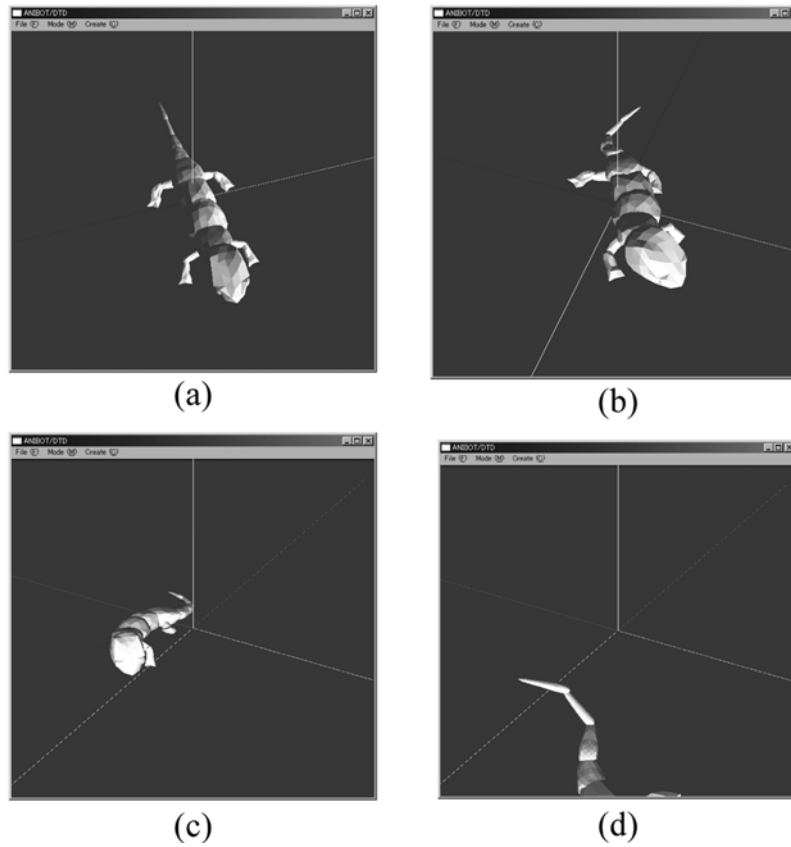 ANIBOT/DTD
File (F) Mode (M) Create (C)
ANIBOT/DTD
File (F) Mode (M) Create (C)
(a)
(b)
ANIBOT/DTD
File (F) Mode (M) Create (C)
ANIBOT/DTD
File (F) Mode (M) Create (C)
(c)
(d)